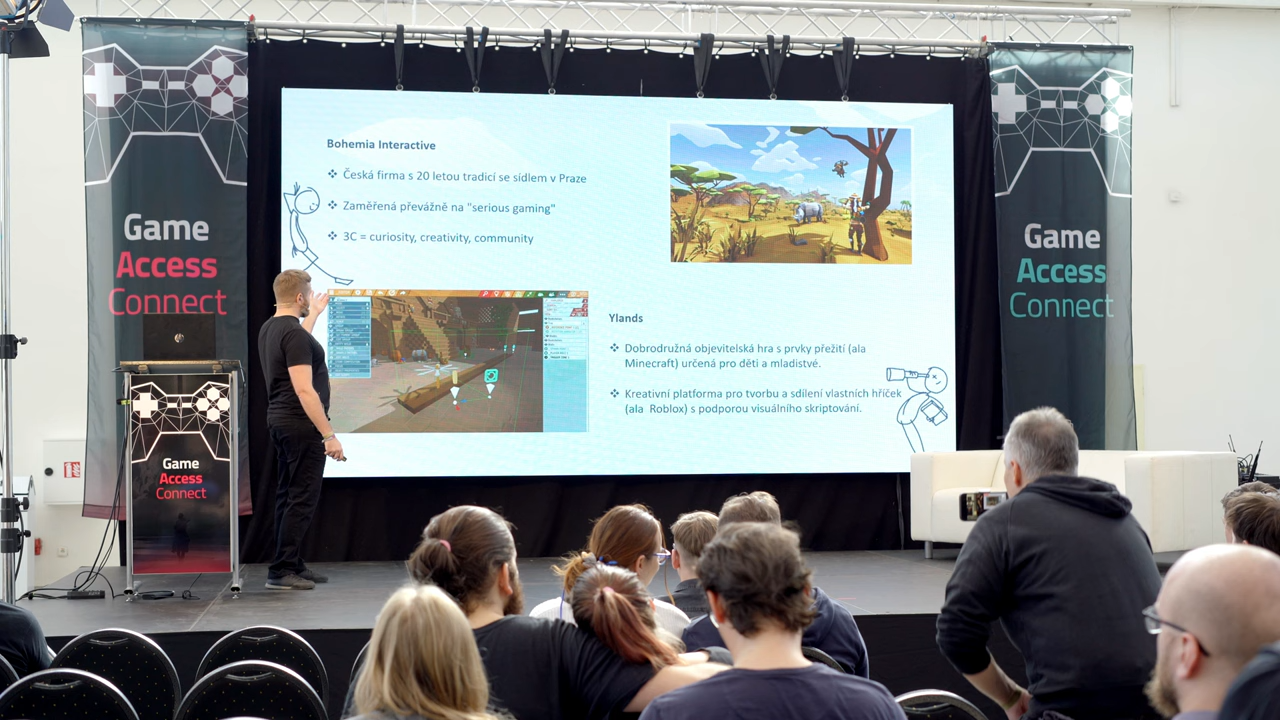 Game
Access
Connect
Bohemia Interactive
Česká firma s 20 letou tradicí se sídlem v Praze
Zaměřená převážně na "serious gaming"
3C = curiosity, creativity, community
Ylands
Dobrodružná objevitelská hra s prvky přežití (ala
Minecraft) určená pro děti a mladistvé.
Kreativní platforma pro tvorbu a sdílení vlastních hříček
(ala Roblox) s podporou visuálního skriptování.
Game
Access
Connect
Game
Access
Connect